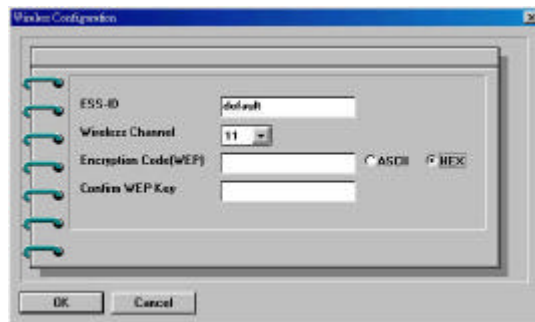 Wireless Configuration
ESS-ID default
Wireless Channel 11
Encryption Code(WEP) ASCII HEX
Confirm WEP Key
OK Cancel